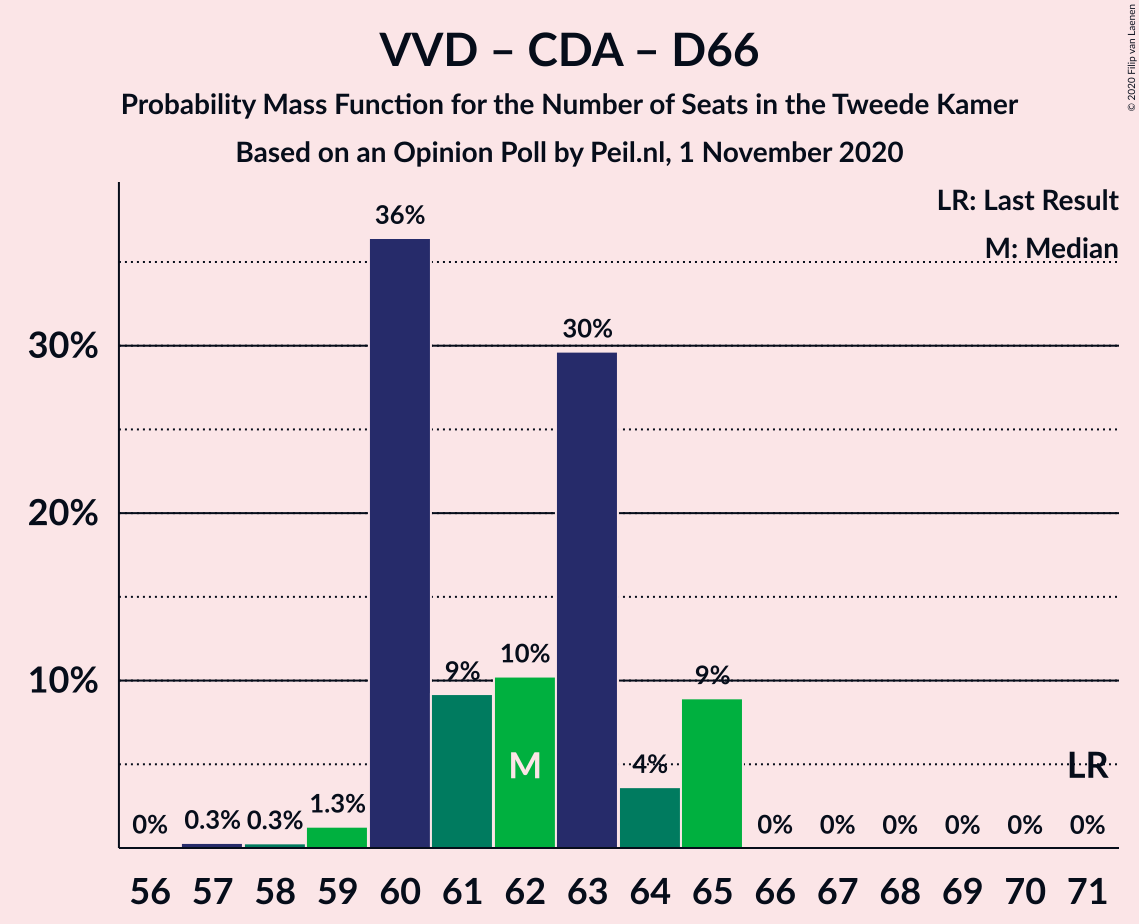 © 2020 Filip van Laenen
VVD – CDA – D66
Probability Mass Function for the Number of Seats in the Tweede Kamer
Based on an Opinion Poll by Peil.nl, 1 November 2020
LR: Last Result
M: Median
36%
30%
30%
20%
10%
9%
10%
9%
M
4%
LR
0%
0.3%
0.3%
1.3%
0%
0%
0%
0%
0%
0%
56 57 58 59 60 61 62 63 64 65 66 67 68 69 70 71